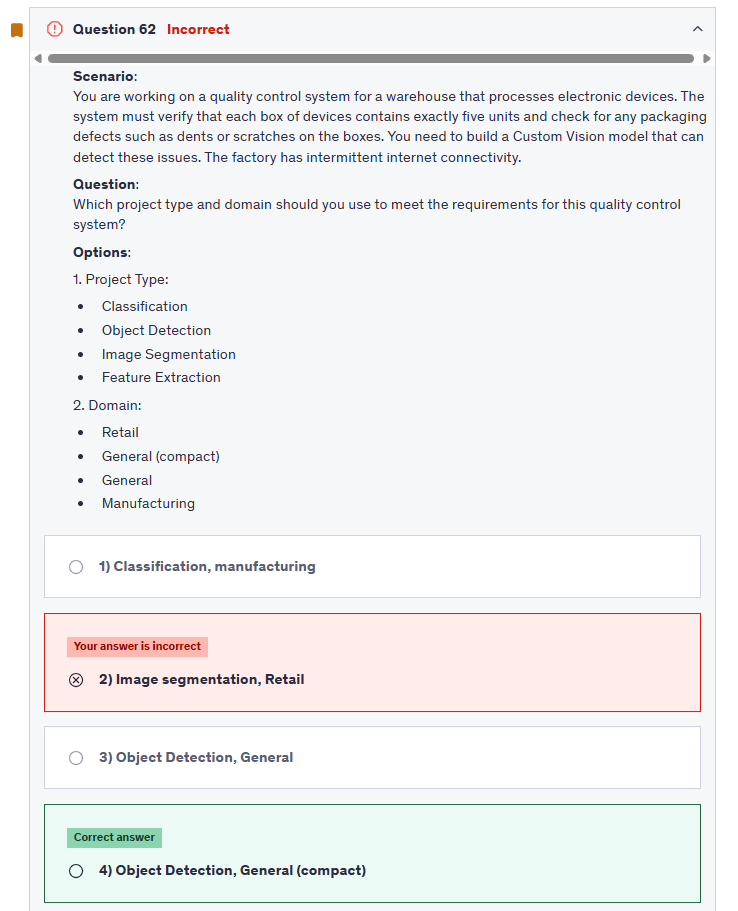 Question 62 Incorrect
Scenario:
You are working on a quality control system for a warehouse that processes electronic devices. The
system must verify that each box of devices contains exactly five units and check for any packaging
defects such as dents or scratches on the boxes. You need to build a Custom Vision model that can
detect these issues. The factory has intermittent internet connectivity.
Question:
Which project type and domain should you use to meet the requirements for this quality control
system?
Options:
1. Project Type:
• Classification
• Object Detection
• Image Segmentation
• Feature Extraction
2. Domain:
• Retail
• General (compact)
• General
• Manufacturing
1) Classification, manufacturing
Your answer is incorrect
2) Image segmentation, Retail
3) Object Detection, General
Correct answer
4) Object Detection, General (compact)